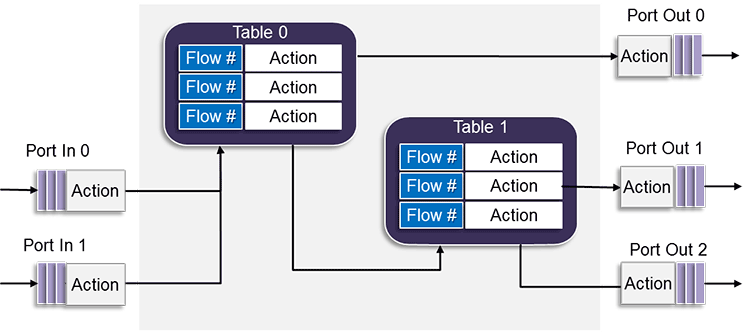 Table 0
Flow # Action
Flow # Action
Flow # Action
Port Out 0
Action
Table 1
Flow # Action
Flow # Action
Flow # Action
Port In 0
Action
Port Out 1
Action
Port In 1
Action
Port Out 2
Action